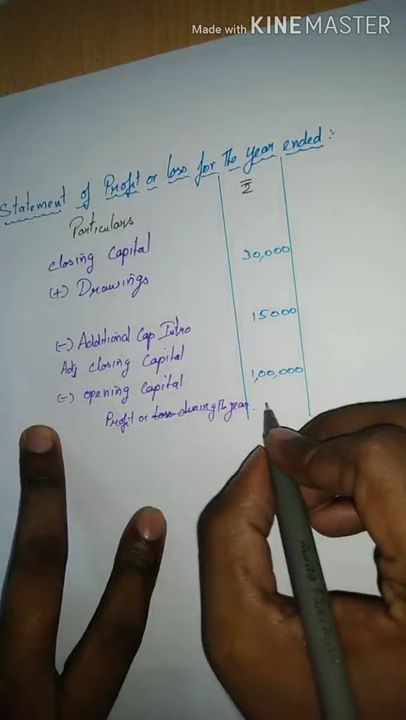 Made with KINEMASTER
Statement of Profit or loss for The year ended:-
Particulars ₹
closing Capital 30,000
(+) Drawings
15000
(-) Additional Cap Intro
Adj closing Capital
(-) opening Capital 1,00,000
Profit or Loss during the year.